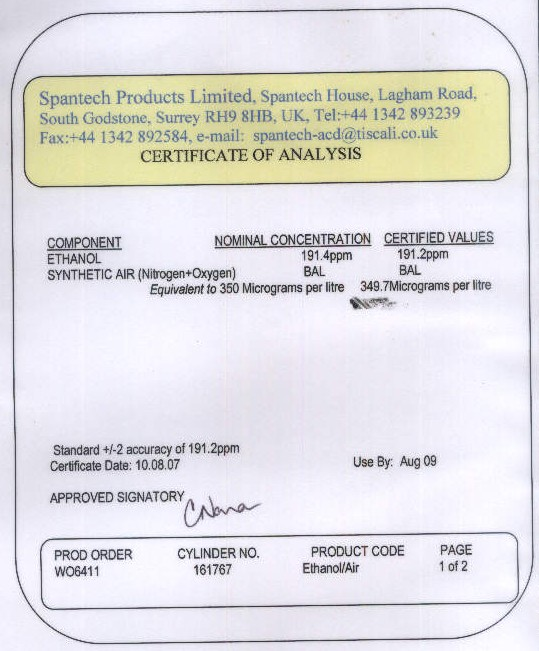 Spantech Products Limited, Spantech House, Lagham Road,
South Godstone, Surrey RH9 8HB, UK, Tel:+44 1342 893239
Fax:+44 1342 892584, e-mail: spantech-acd@tiscali.co.uk
CERTIFICATE OF ANALYSIS
COMPONENT NOMINAL CONCENTRATION CERTIFIED VALUES
ETHANOL 191.4ppm 191.2ppm
SYNTHETIC AIR (Nitrogen+Oxygen) BAL BAL
Equivalent to 350 Micrograms per litre 349.7Micrograms per litre
Standard +/-2 accuracy of 191.2ppm
Certificate Date: 10.08.07 Use By: Aug 09
APPROVED SIGNATORY
PROD ORDER CYLINDER NO. PRODUCT CODE PAGE
WO6411 161767 Ethanol/Air 1 of 2